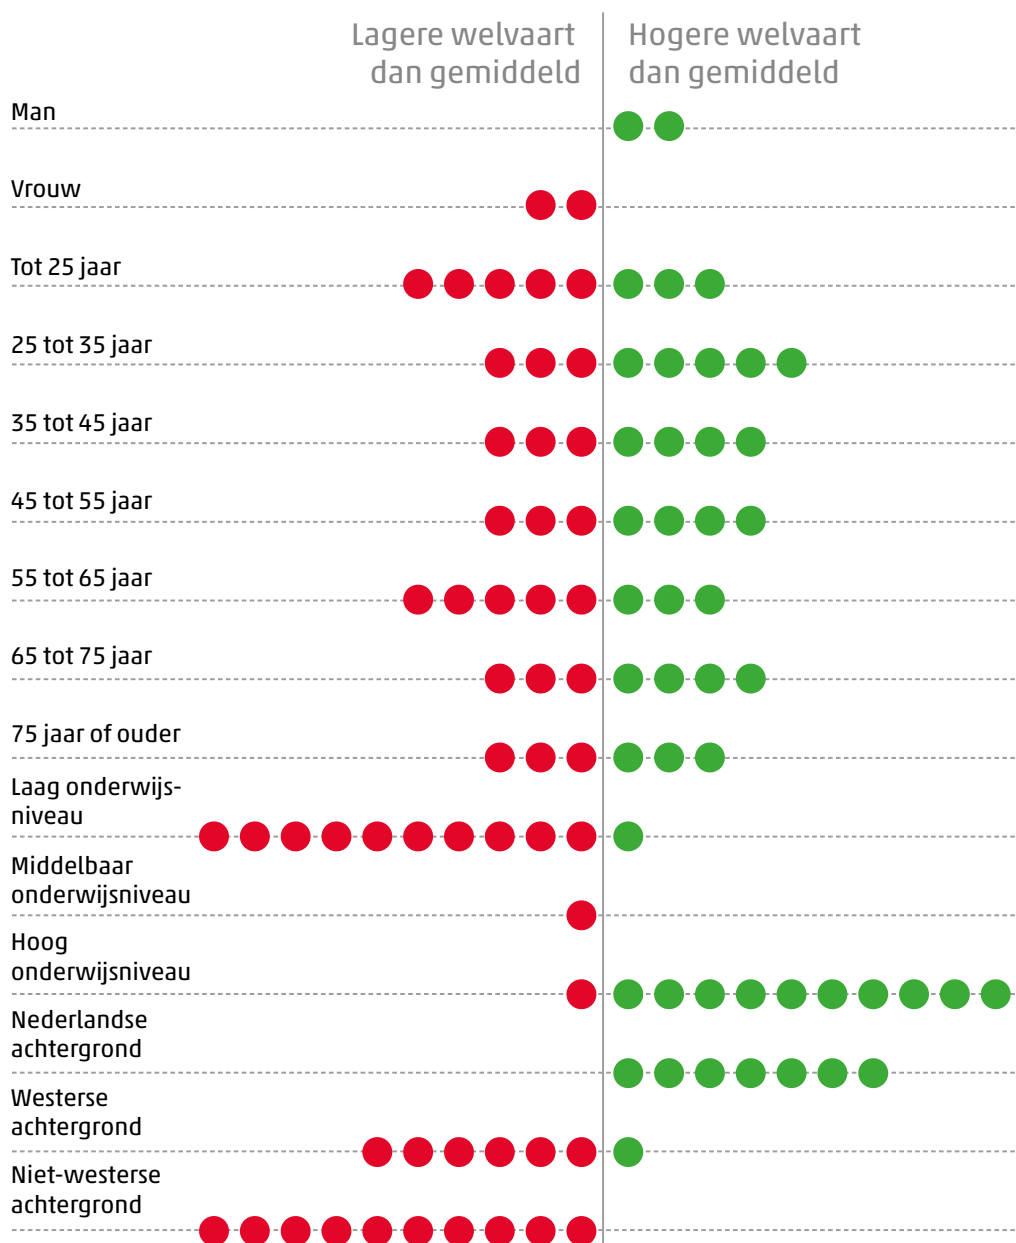 Lagere welvaart
dan gemiddeld
Hogere welvaart
dan gemiddeld
Man
Vrouw
Tot 25 jaar
25 tot 35 jaar
35 tot 45 jaar
45 tot 55 jaar
55 tot 65 jaar
65 tot 75 jaar
75 jaar of ouder
Laag onderwijs-
niveau
Middelbaar
onderwijsniveau
Hoog
onderwijsniveau
Nederlandse
achtergrond
Westerse
achtergrond
Niet-westerse
achtergrond